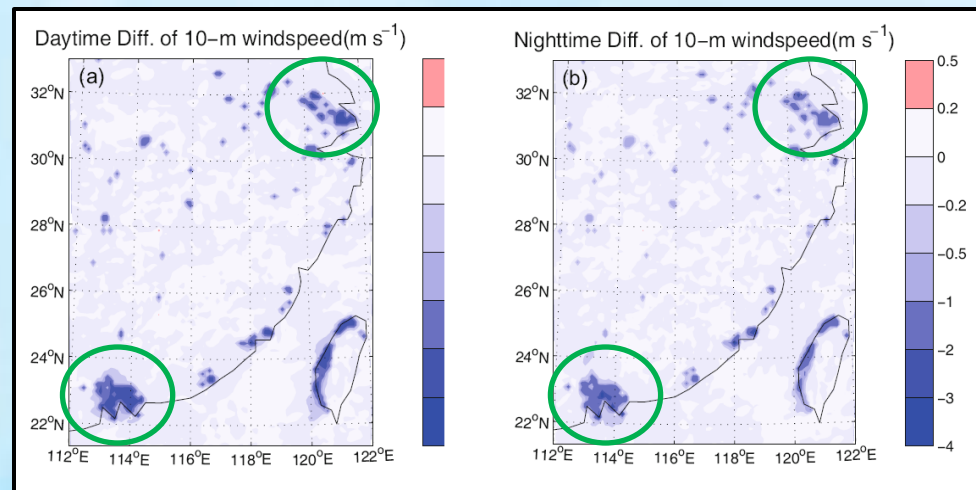 Daytime Diff. of 10−m windspeed(m s⁻¹)
(a)
32°N
30°N
28°N
26°N
24°N
22°N
112°E 114°E 116°E 118°E 120°E 122°E
Nighttime Diff. of 10−m windspeed(m s⁻¹)
(b)
32°N
30°N
28°N
26°N
24°N
22°N
112°E 114°E 116°E 118°E 120°E 122°E
0.5
0.2
0
−0.2
−0.5
−1
−2
−3
−4